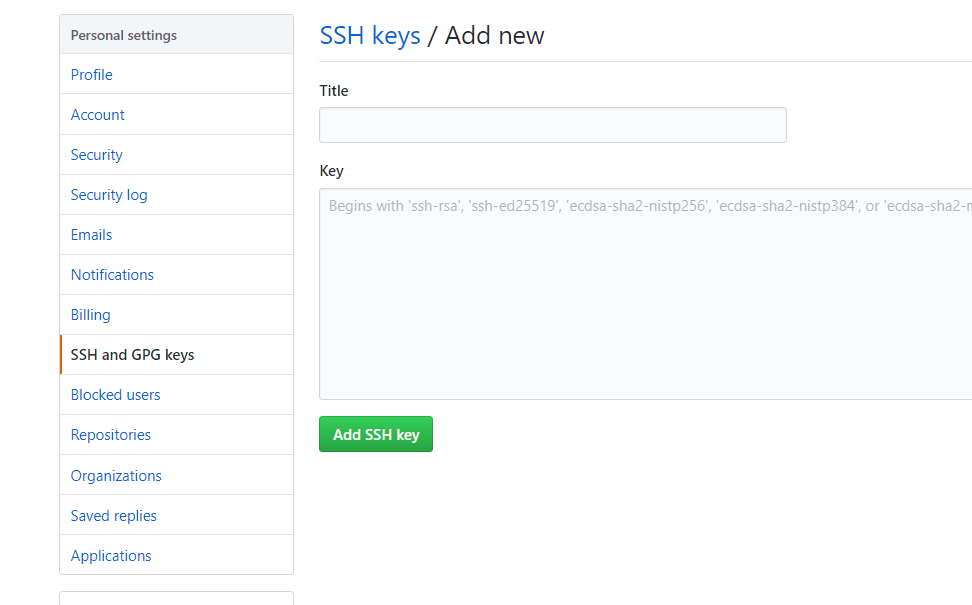 Personal settings
Profile
Account
Security
Security log
Emails
Notifications
Billing
SSH and GPG keys
Blocked users
Repositories
Organizations
Saved replies
Applications
SSH keys / Add new
Title
Key
Begins with 'ssh-rsa', 'ssh-ed25519', 'ecdsa-sha2-nistp256', 'ecdsa-sha2-nistp384', or 'ecdsa-sha2-
Add SSH key